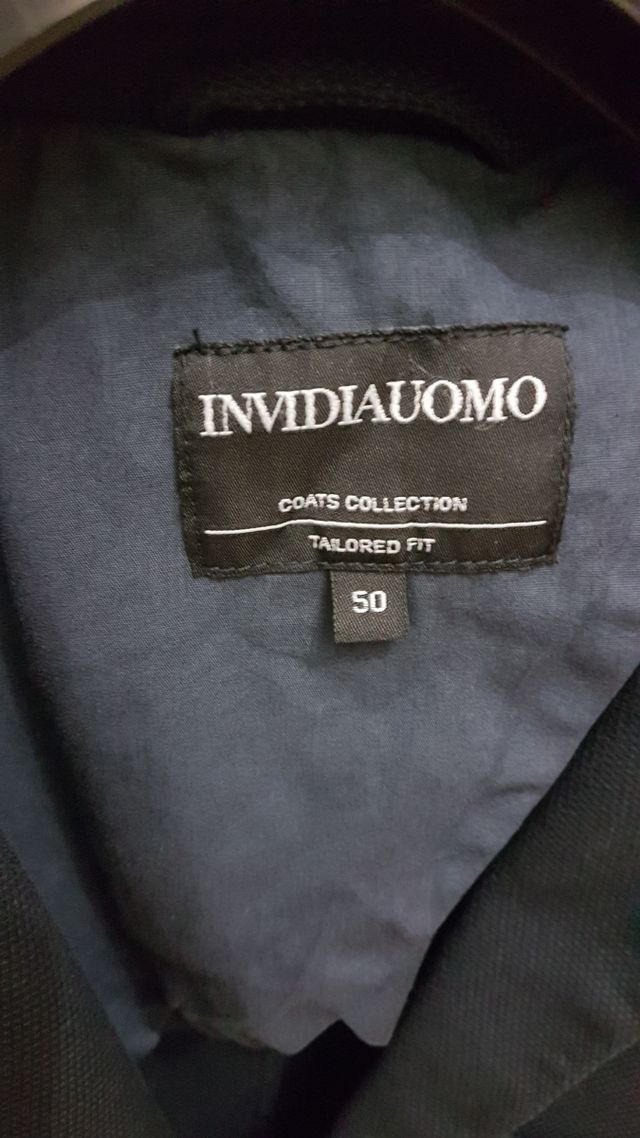 INVIDIAUOMO
COATS COLLECTION
TAILORED FIT
50